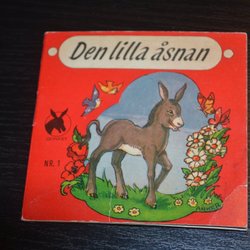 Den lilla åsnan
NR. 1